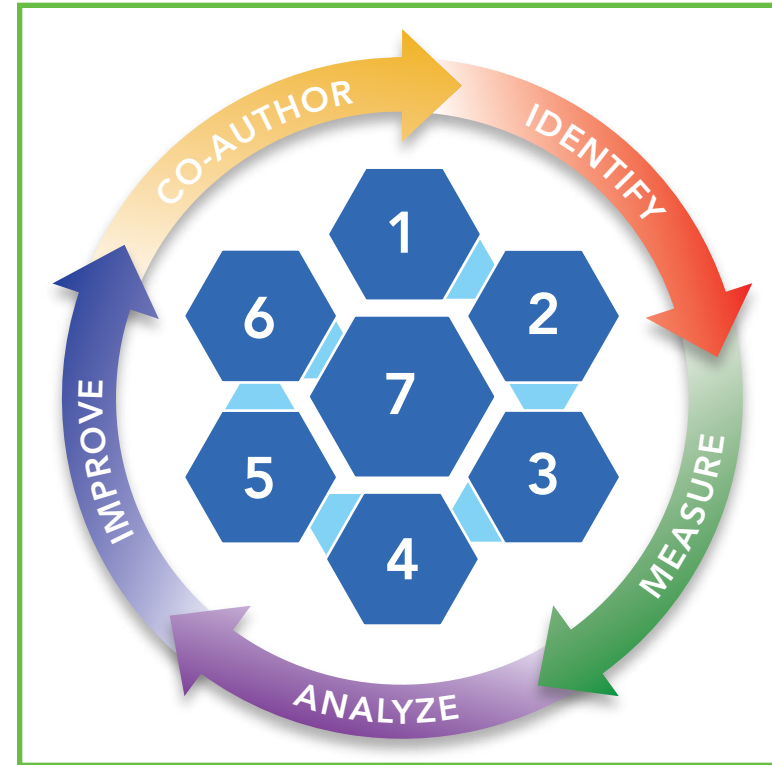 CO-AUTHOR
IDENTIFY
MEASURE
ANALYZE
IMPROVE
1
2
3
4
5
6
7